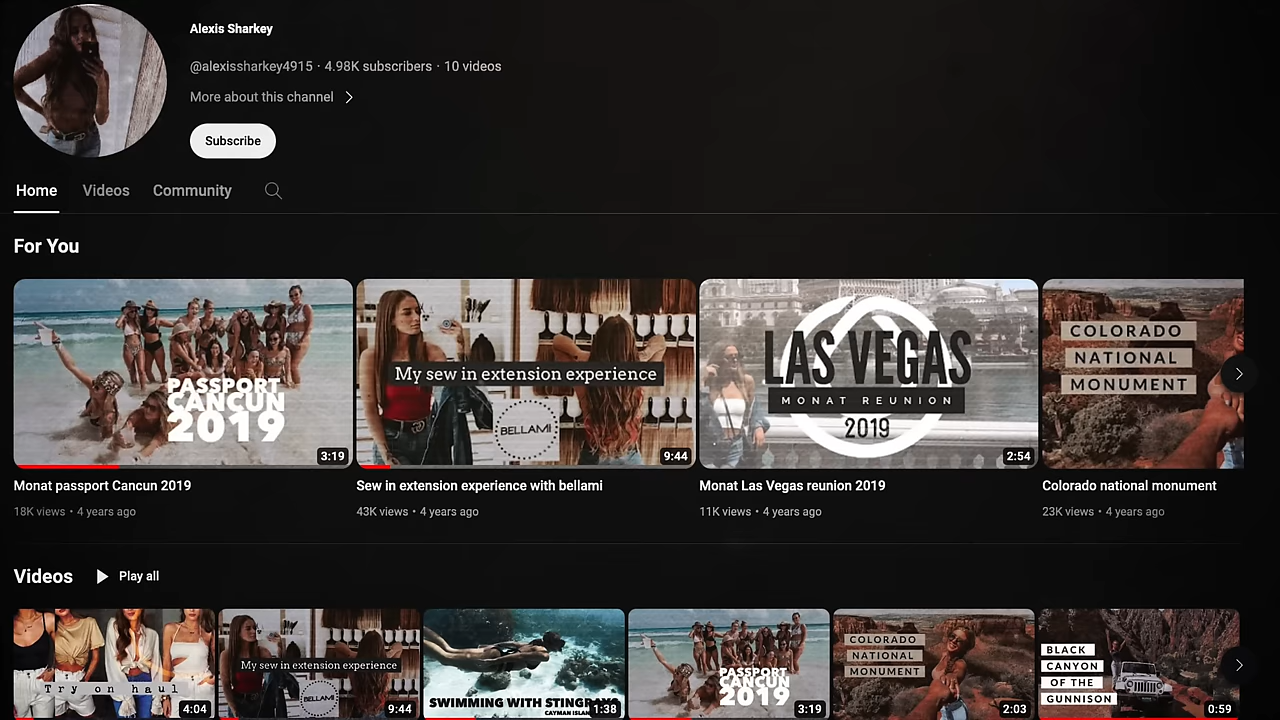 Alexis Sharkey
@alexissharkey4915 · 4.98K subscribers · 10 videos
More about this channel
Subscribe
Home Videos Community
For You
PASSPORT
CANCUN
2019
3:19
My sew in extension experience
BELLAMI
9:44
LAS VEGAS
MONAT REUNION
2019
2:54
COLORADO
NATIONAL
MONUMENT
Monat passport Cancun 2019
18K views • 4 years ago
Sew in extension experience with bellami
43K views • 4 years ago
Monat Las Vegas reunion 2019
11K views • 4 years ago
Colorado national monument
23K views • 4 years ago
Videos Play all
Try on haul
4:04
My sew in extension experience
BELLAMI
9:44
SWIMMING WITH
CAYMAN
1:38
PASSPORT
CANCUN
2019
3:19
COLORADO
NATIONAL
MONUMENT
2:03
BLACK
CANYON
OF THE
GUNNISON
0:59